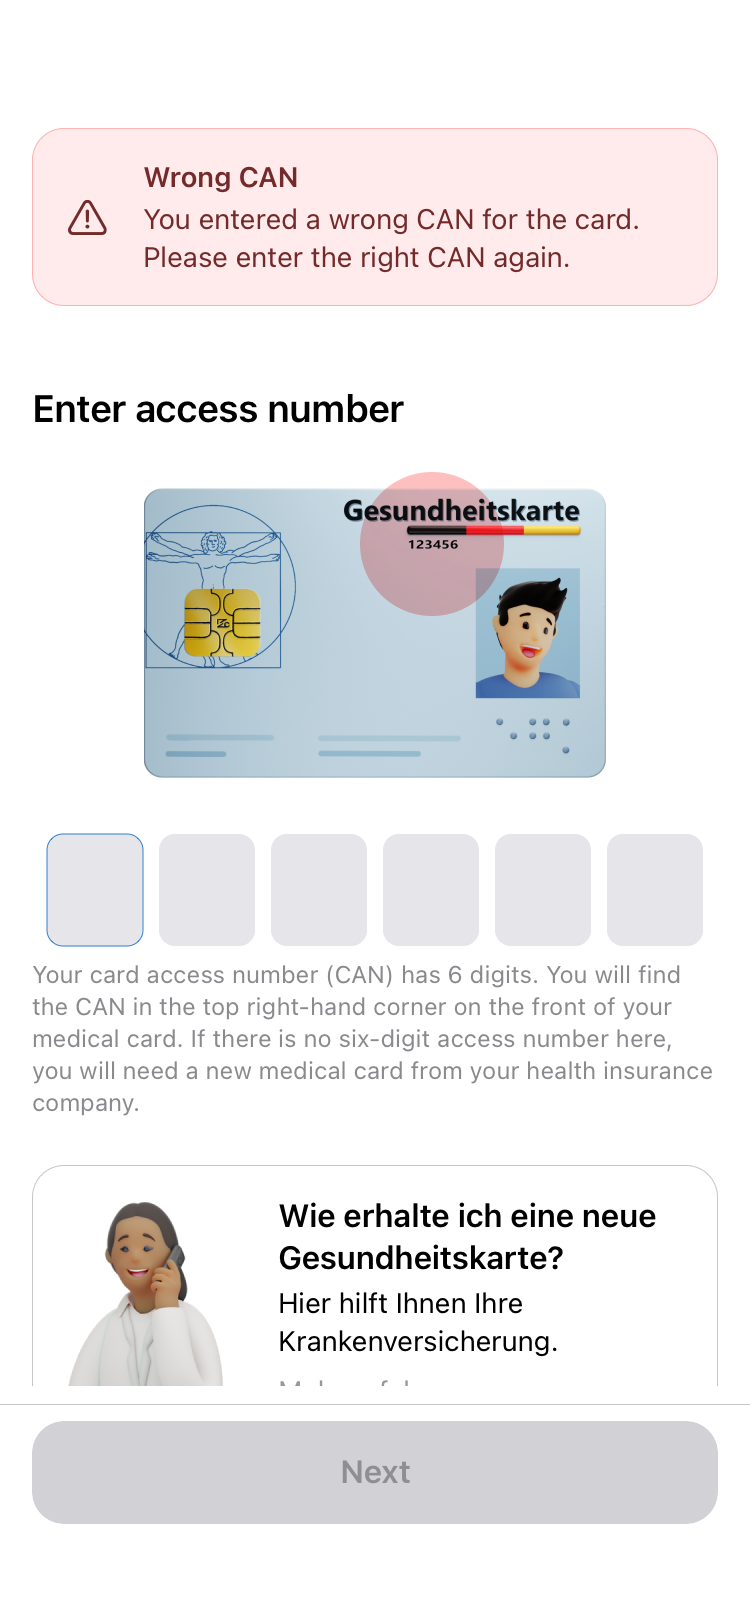 Wrong CAN
You entered a wrong CAN for the card.
Please enter the right CAN again.
Enter access number
Gesundheitskarte
123456
Your card access number (CAN) has 6 digits. You will find
the CAN in the top right-hand corner on the front of your
medical card. If there is no six-digit access number here,
you will need a new medical card from your health insurance
company.
Wie erhalte ich eine neue
Gesundheitskarte?
Hier hilft Ihnen Ihre
Krankenversicherung.
Next